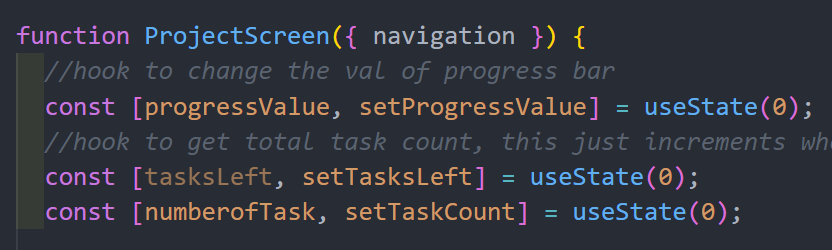 function ProjectScreen({ navigation }) {
//hook to change the val of progress bar
const [progressValue, setProgressValue] = useState(0);
//hook to get total task count, this just increments
const [tasksLeft, setTasksLeft] = useState(0);
const [numberofTask, setTaskCount] = useState(0);